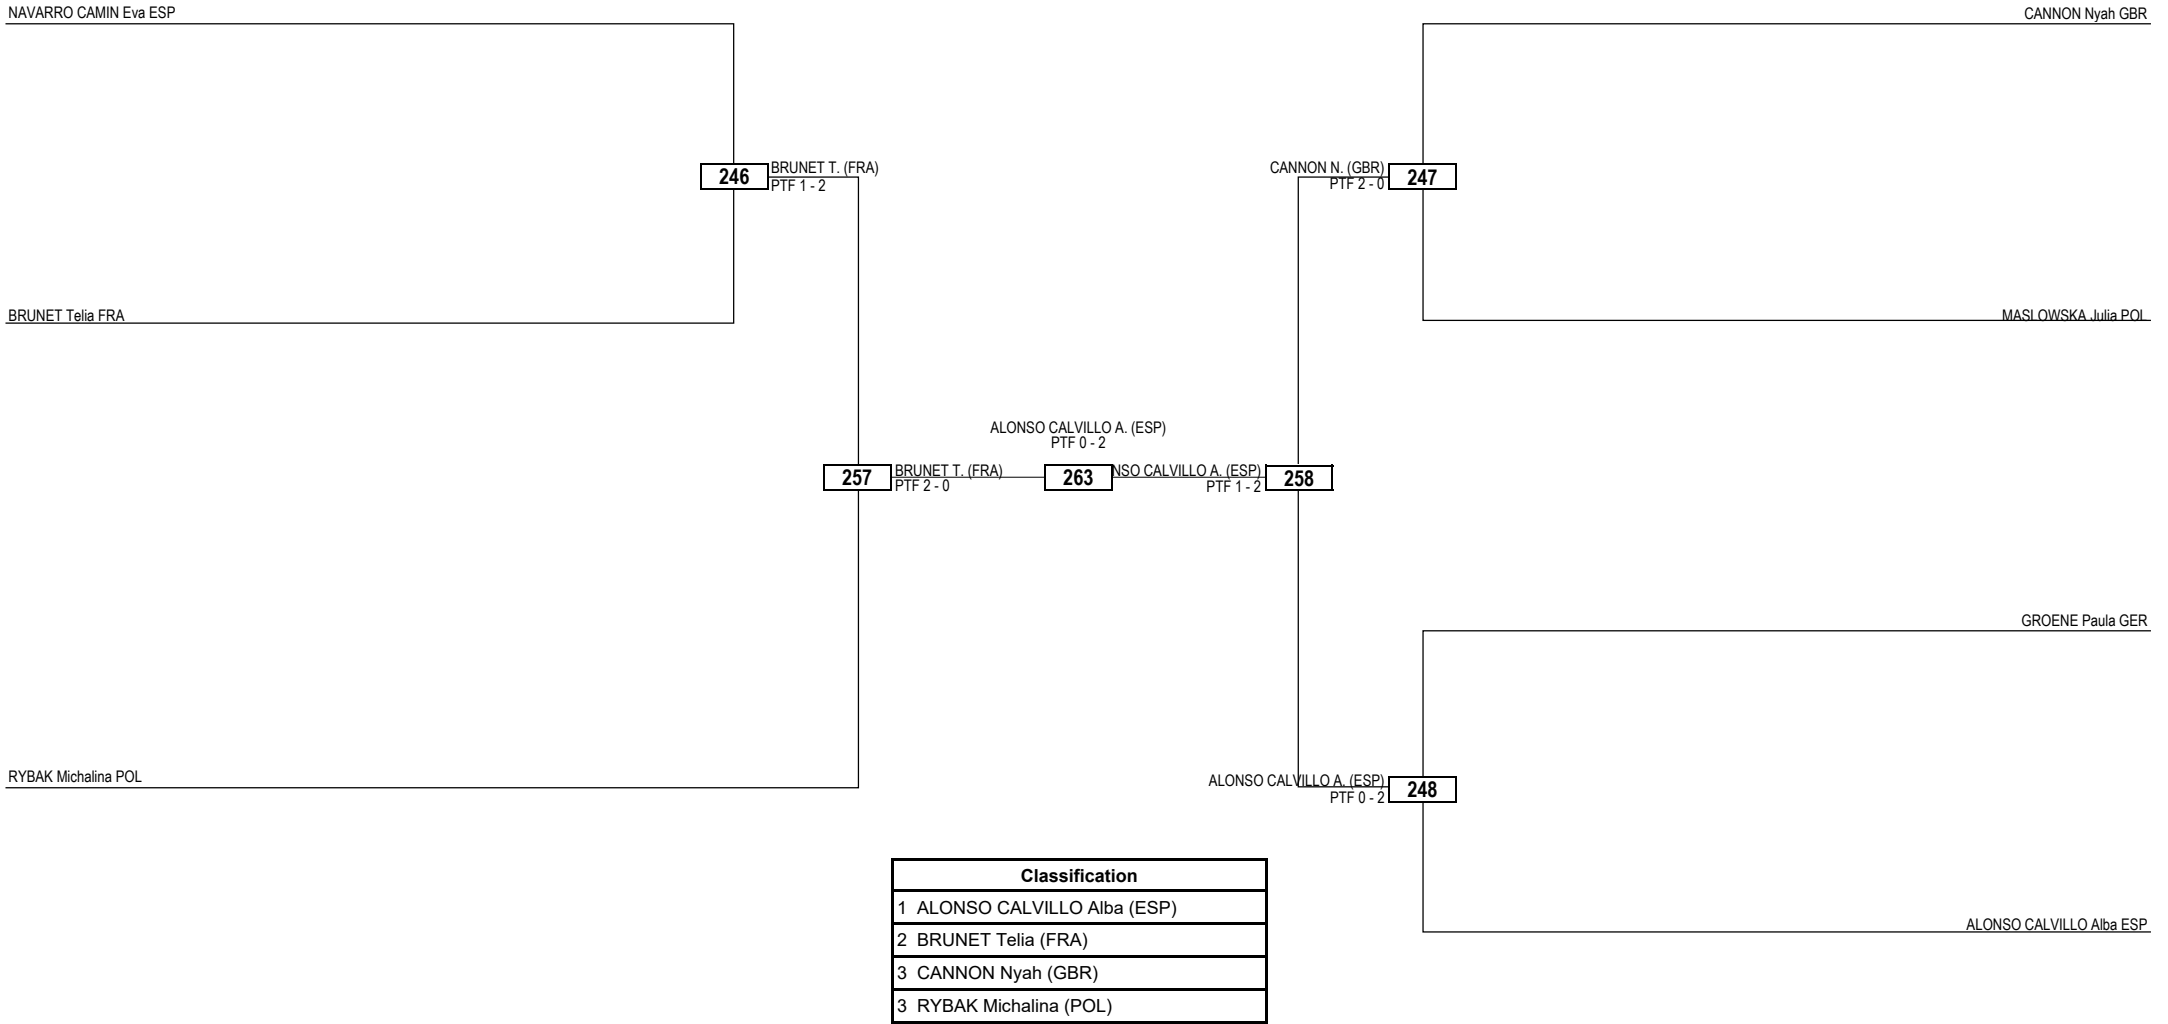 NAVARRO CAMIN Eva ESP
CANNON Nyah GBR
246
BRUNET T. (FRA)
PTF 1 - 2
CANNON N. (GBR)
PTF 2 - 0
247
BRUNET Telia FRA
MASLOWSKA Julia POL
ALONSO CALVILLO A. (ESP)
PTF 0 - 2
257
BRUNET T. (FRA)
PTF 2 - 0
263
NSO CALVILLO A. (ESP)
PTF 1 - 2
258
GROENE Paula GER
RYBAK Michalina POL
ALONSO CALVILLO A. (ESP)
PTF 0 - 2
248
ALONSO CALVILLO Alba ESP
Classification
1 ALONSO CALVILLO Alba (ESP)
2 BRUNET Telia (FRA)
3 CANNON Nyah (GBR)
3 RYBAK Michalina (POL)